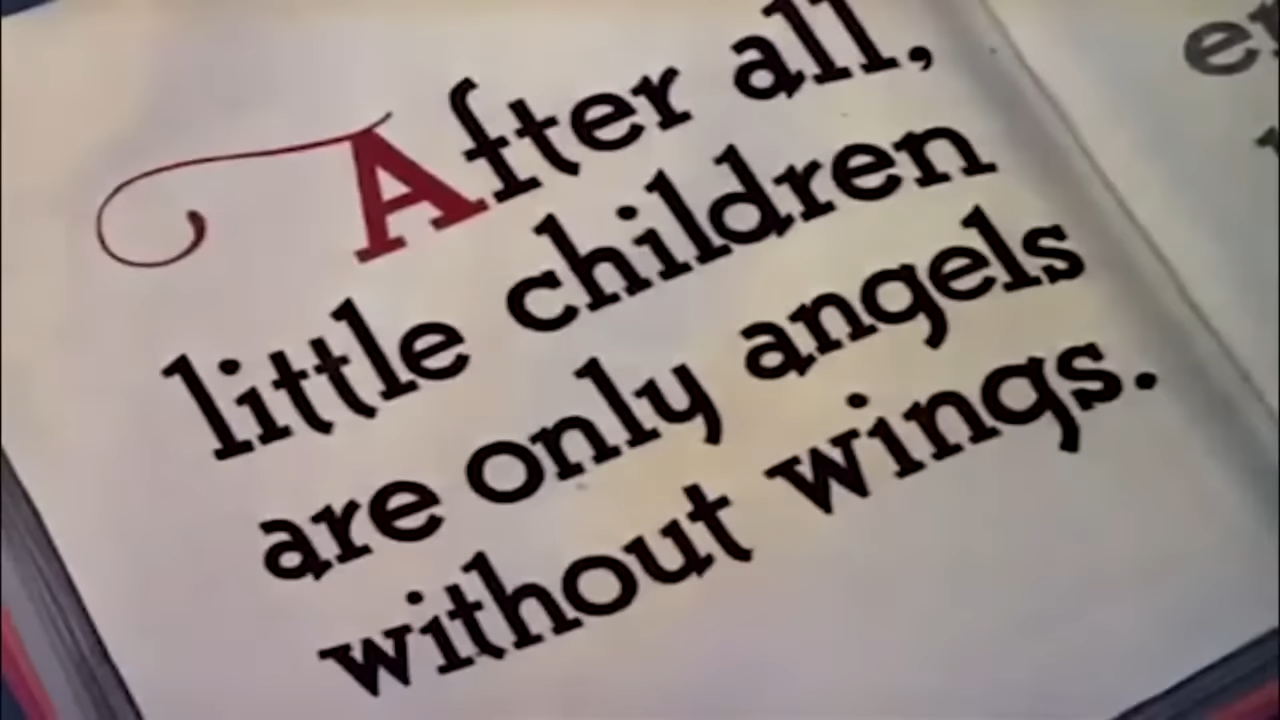 After all,
little children
are only angels
without wings.